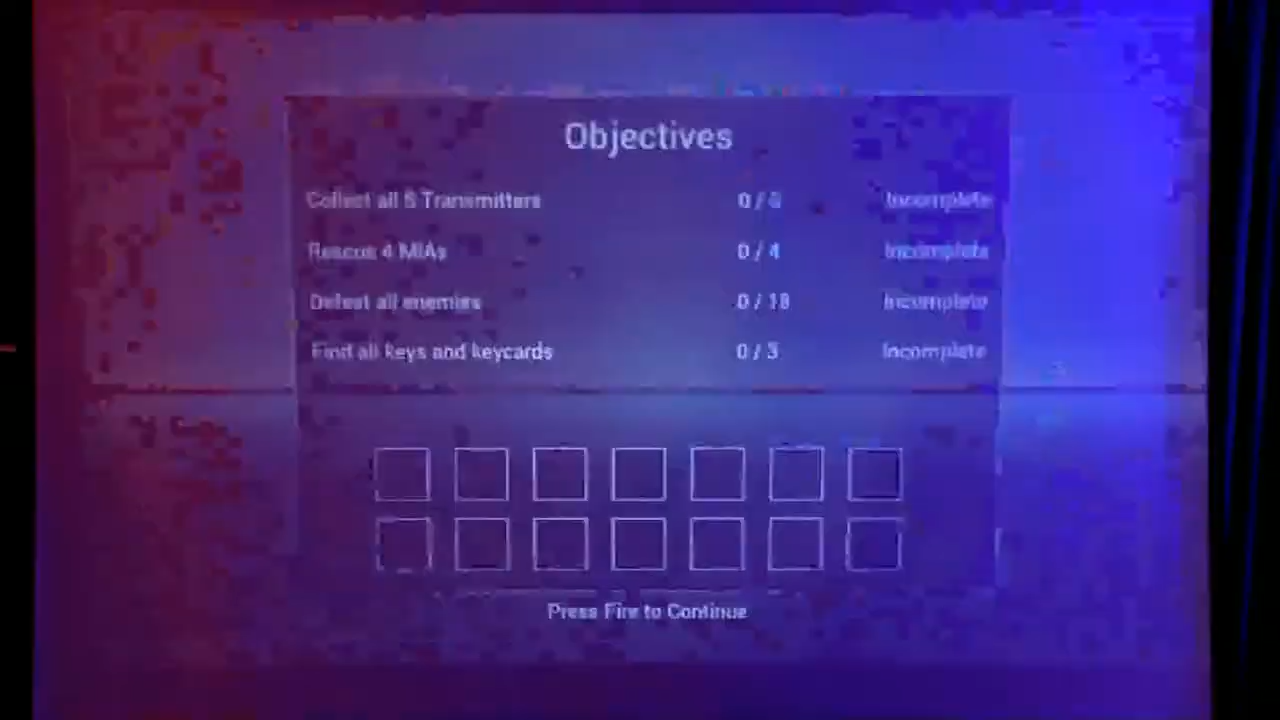 Objectives
Collect all Transmitters 0 / Incomplete
Rescue 4 MIAs 0 / 4 Incomplete
Defeat all enemies 0 / 18 Incomplete
Find all keys and keycards 0 / 3 Incomplete
Press Fire to Continue